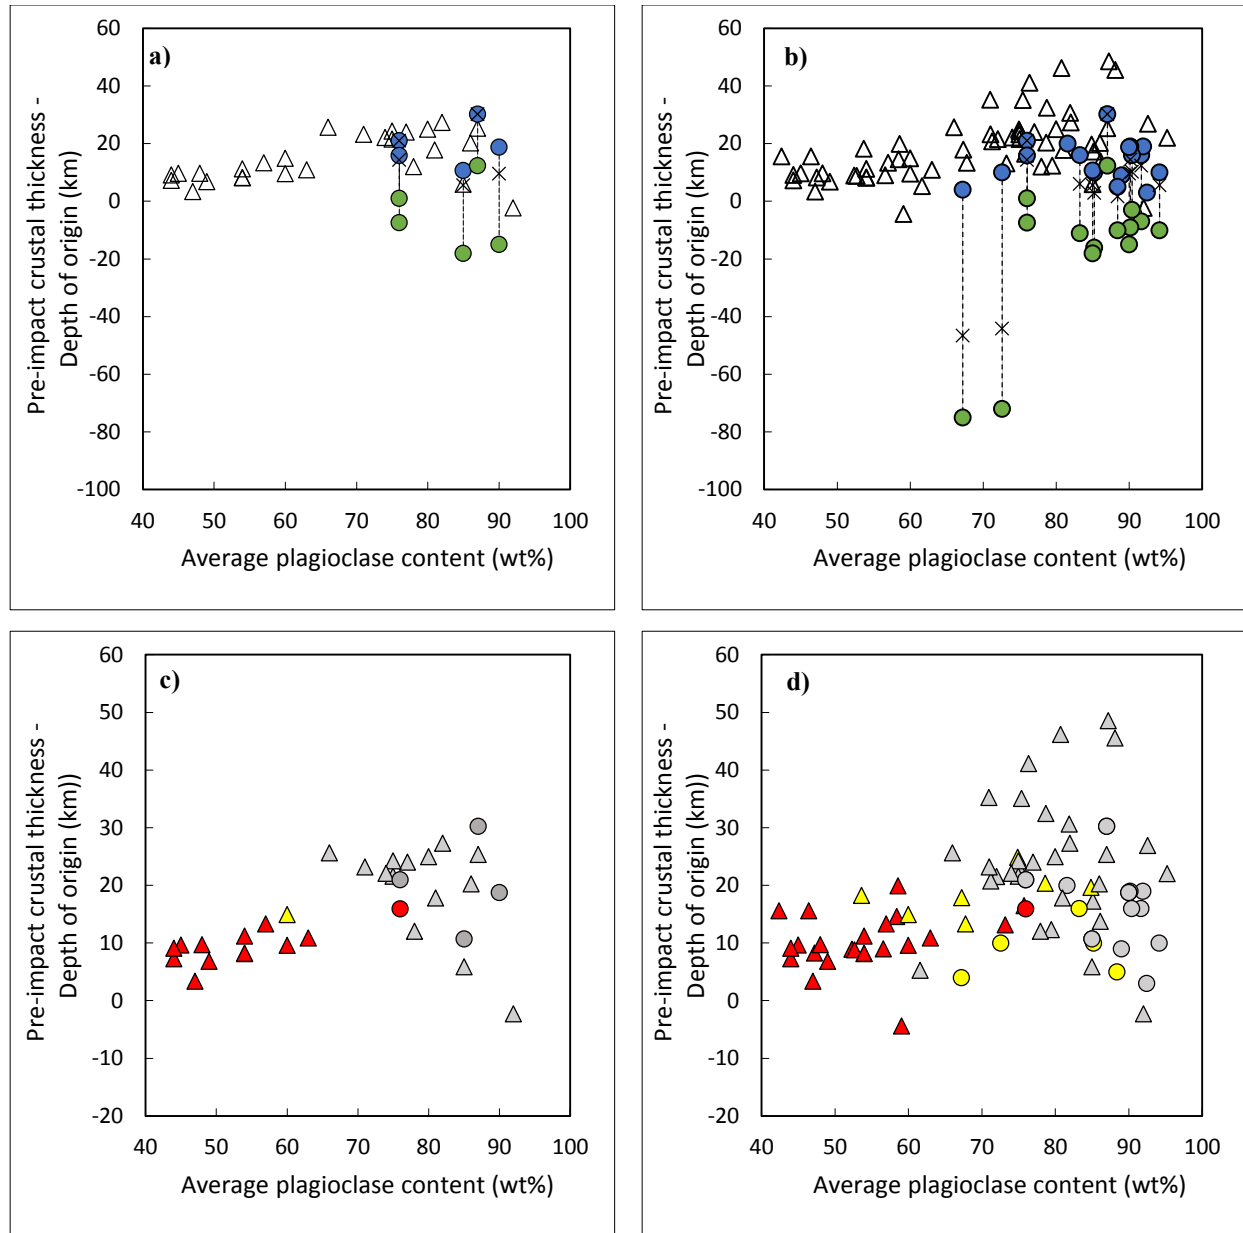 a)
60
40
20
0
-20
-40
-60
-80
-100
40 50 60 70 80 90 100
Pre-impact crustal thickness -
Depth of origin (km)
Average plagioclase content (wt%)
b)
60
40
20
0
-20
-40
-60
-80
-100
40 50 60 70 80 90 100
Pre-impact crustal thickness -
Depth of origin (km)
Average plagioclase content (wt%)
c)
60
50
40
30
20
10
0
-10
-20
40 50 60 70 80 90 100
Pre-impact crustal thickness -
Depth of origin (km))
Average plagioclase content (wt%)
d)
60
50
40
30
20
10
0
-10
-20
40 50 60 70 80 90 100
Pre-impact crustal thickness -
Depth of origin (km))
Average plagioclase content (wt%)